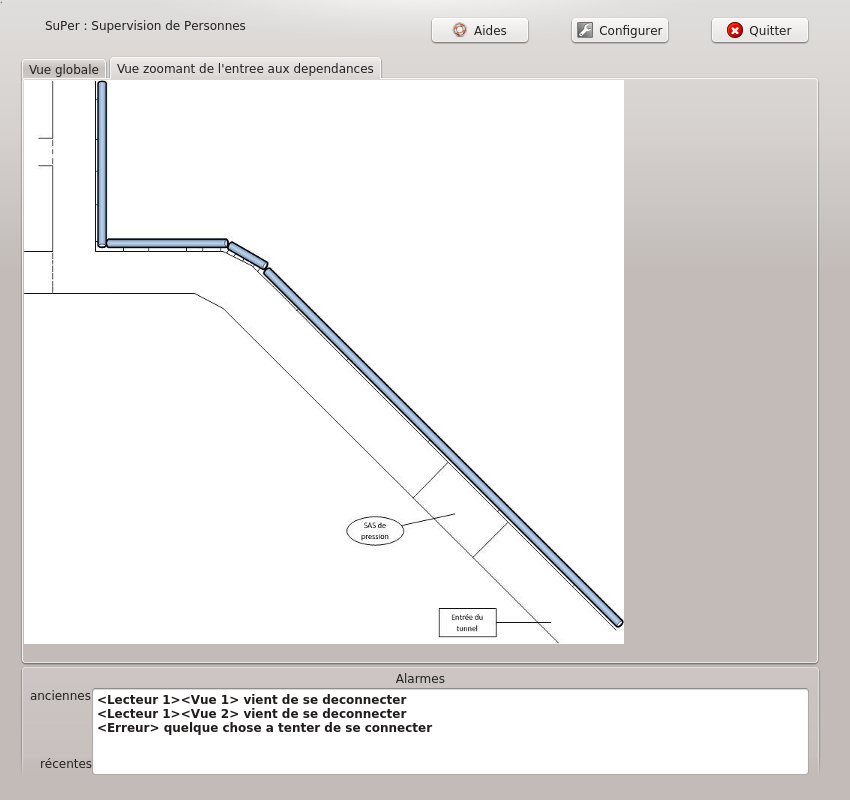 SuPer : Supervision de Personnes
Aides
Configurer
Quitter
Vue globale
Vue zoomant de l'entree aux dependances
SAS de
pression
Entrée du
tunnel
Alarmes
anciennes
<Lecteur 1><Vue 1> vient de se deconnecter
<Lecteur 1><Vue 2> vient de se deconnecter
<Erreur> quelque chose a tenter de se connecter
récentes